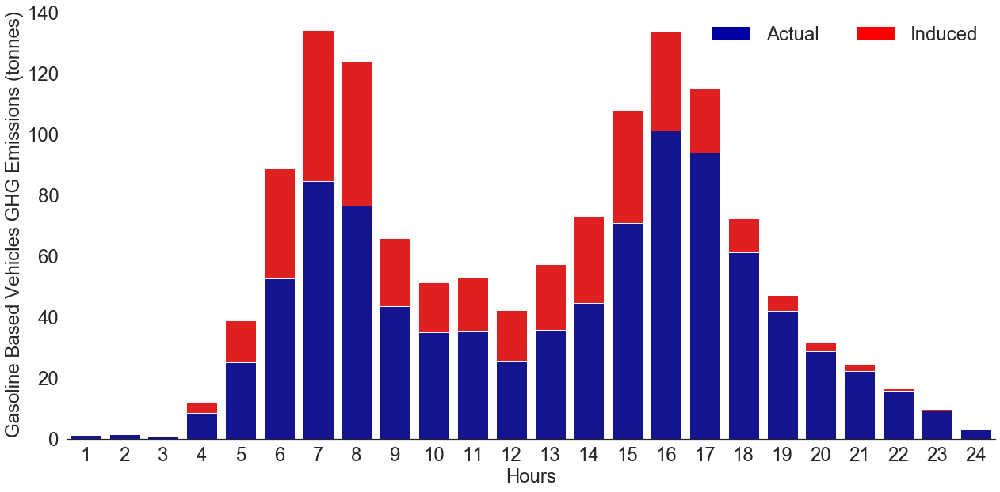 Gasoline Based Vehicles GHG Emissions (tonnes)
140
120
100
80
60
40
20
0
Actual Induced
1 2 3 4 5 6 7 8 9 10 11 12 13 14 15 16 17 18 19 20 21 22 23 24
Hours